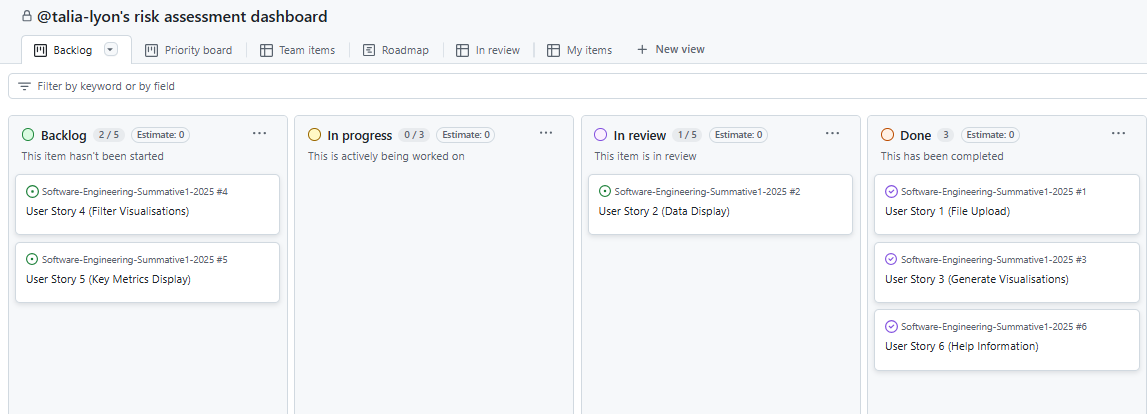 @talia-lyon's risk assessment dashboard
Backlog
Priority board
Team items
Roadmap
In review
My items
+ New view
Filter by keyword or by field
Backlog 2 / 5 Estimate: 0 ...
This item hasn't been started
Software-Engineering-Summative1-2025 #4
User Story 4 (Filter Visualisations)
Software-Engineering-Summative1-2025 #5
User Story 5 (Key Metrics Display)
In progress 0 / 3 Estimate: 0 ...
This is actively being worked on
In review 1 / 5 Estimate: 0 ...
This item is in review
Software-Engineering-Summative1-2025 #2
User Story 2 (Data Display)
Done 3 Estimate: 0 ...
This has been completed
Software-Engineering-Summative1-2025 #1
User Story 1 (File Upload)
Software-Engineering-Summative1-2025 #3
User Story 3 (Generate Visualisations)
Software-Engineering-Summative1-2025 #6
User Story 6 (Help Information)